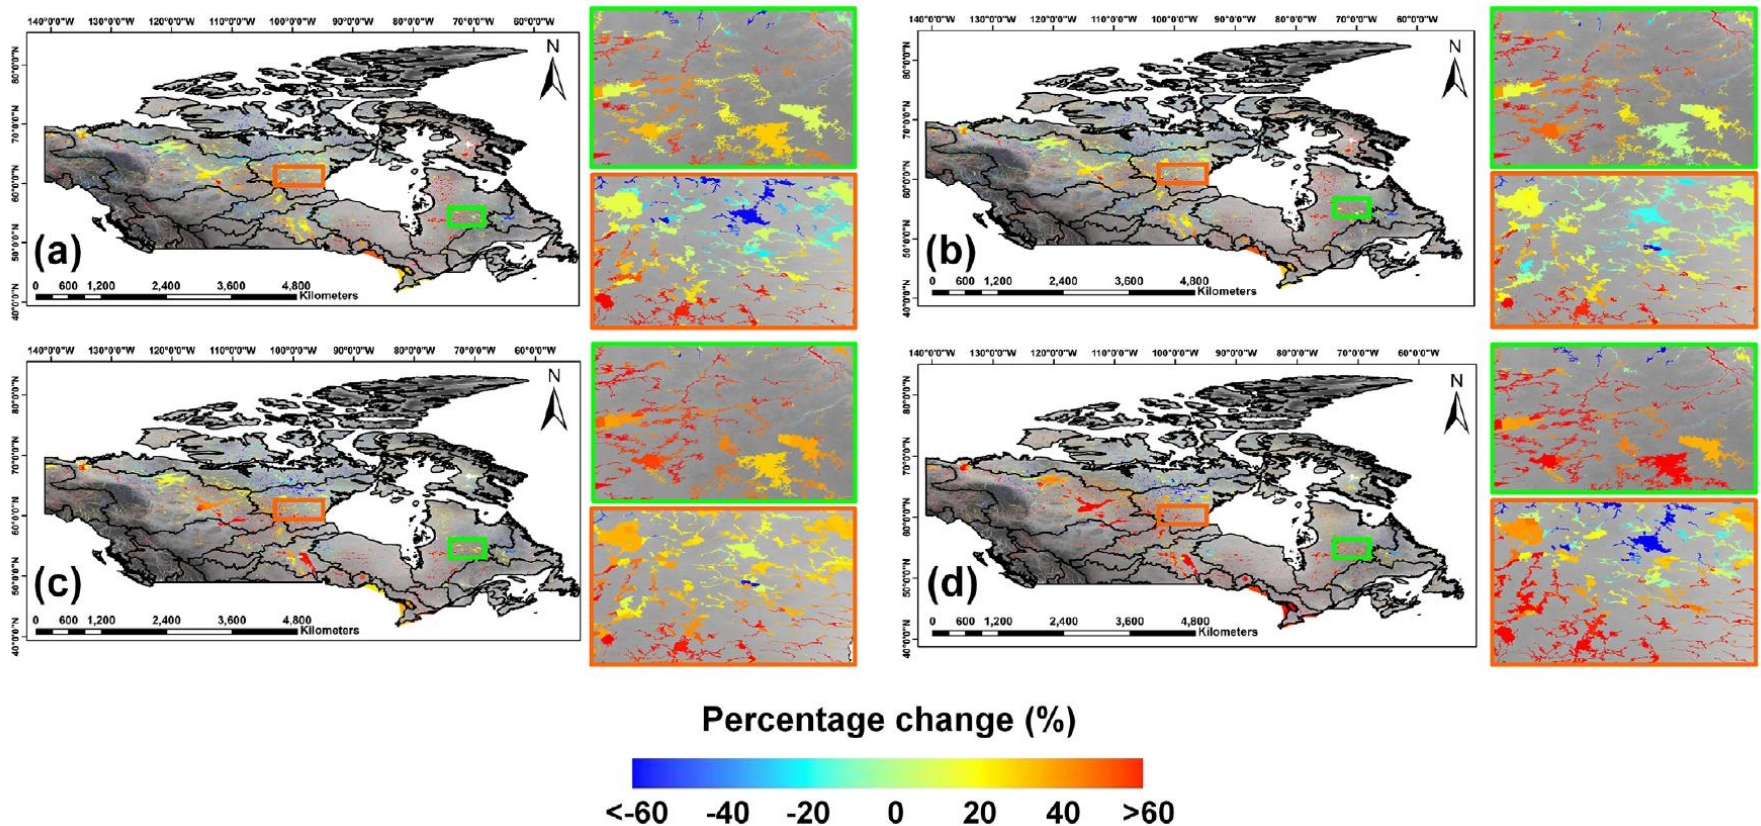 140°0'0"W 130°0'0"W 120°0'0"W 110°0'0"W 100°0'0"W 90°0'0"W 80°0'0"W 70°0'0"W 60°0'0"W
80°0'0"N
70°0'0"N
60°0'0"N
50°0'0"N
40°0'0"N
N
(a)
0 600 1,200 2,400 3,600 4,800
Kilometers
140°0'0"W 130°0'0"W 120°0'0"W 110°0'0"W 100°0'0"W 90°0'0"W 80°0'0"W 70°0'0"W 60°0'0"W
80°0'0"N
70°0'0"N
60°0'0"N
50°0'0"N
40°0'0"N
N
(b)
0 600 1,200 2,400 3,600 4,800
Kilometers
140°0'0"W 130°0'0"W 120°0'0"W 110°0'0"W 100°0'0"W 90°0'0"W 80°0'0"W 70°0'0"W 60°0'0"W
80°0'0"N
70°0'0"N
60°0'0"N
50°0'0"N
40°0'0"N
N
(c)
0 600 1,200 2,400 3,600 4,800
Kilometers
140°0'0"W 130°0'0"W 120°0'0"W 110°0'0"W 100°0'0"W 90°0'0"W 80°0'0"W 70°0'0"W 60°0'0"W
80°0'0"N
70°0'0"N
60°0'0"N
50°0'0"N
40°0'0"N
N
(d)
0 600 1,200 2,400 3,600 4,800
Kilometers
Percentage change (%)
<-60 -40 -20 0 20 40 >60